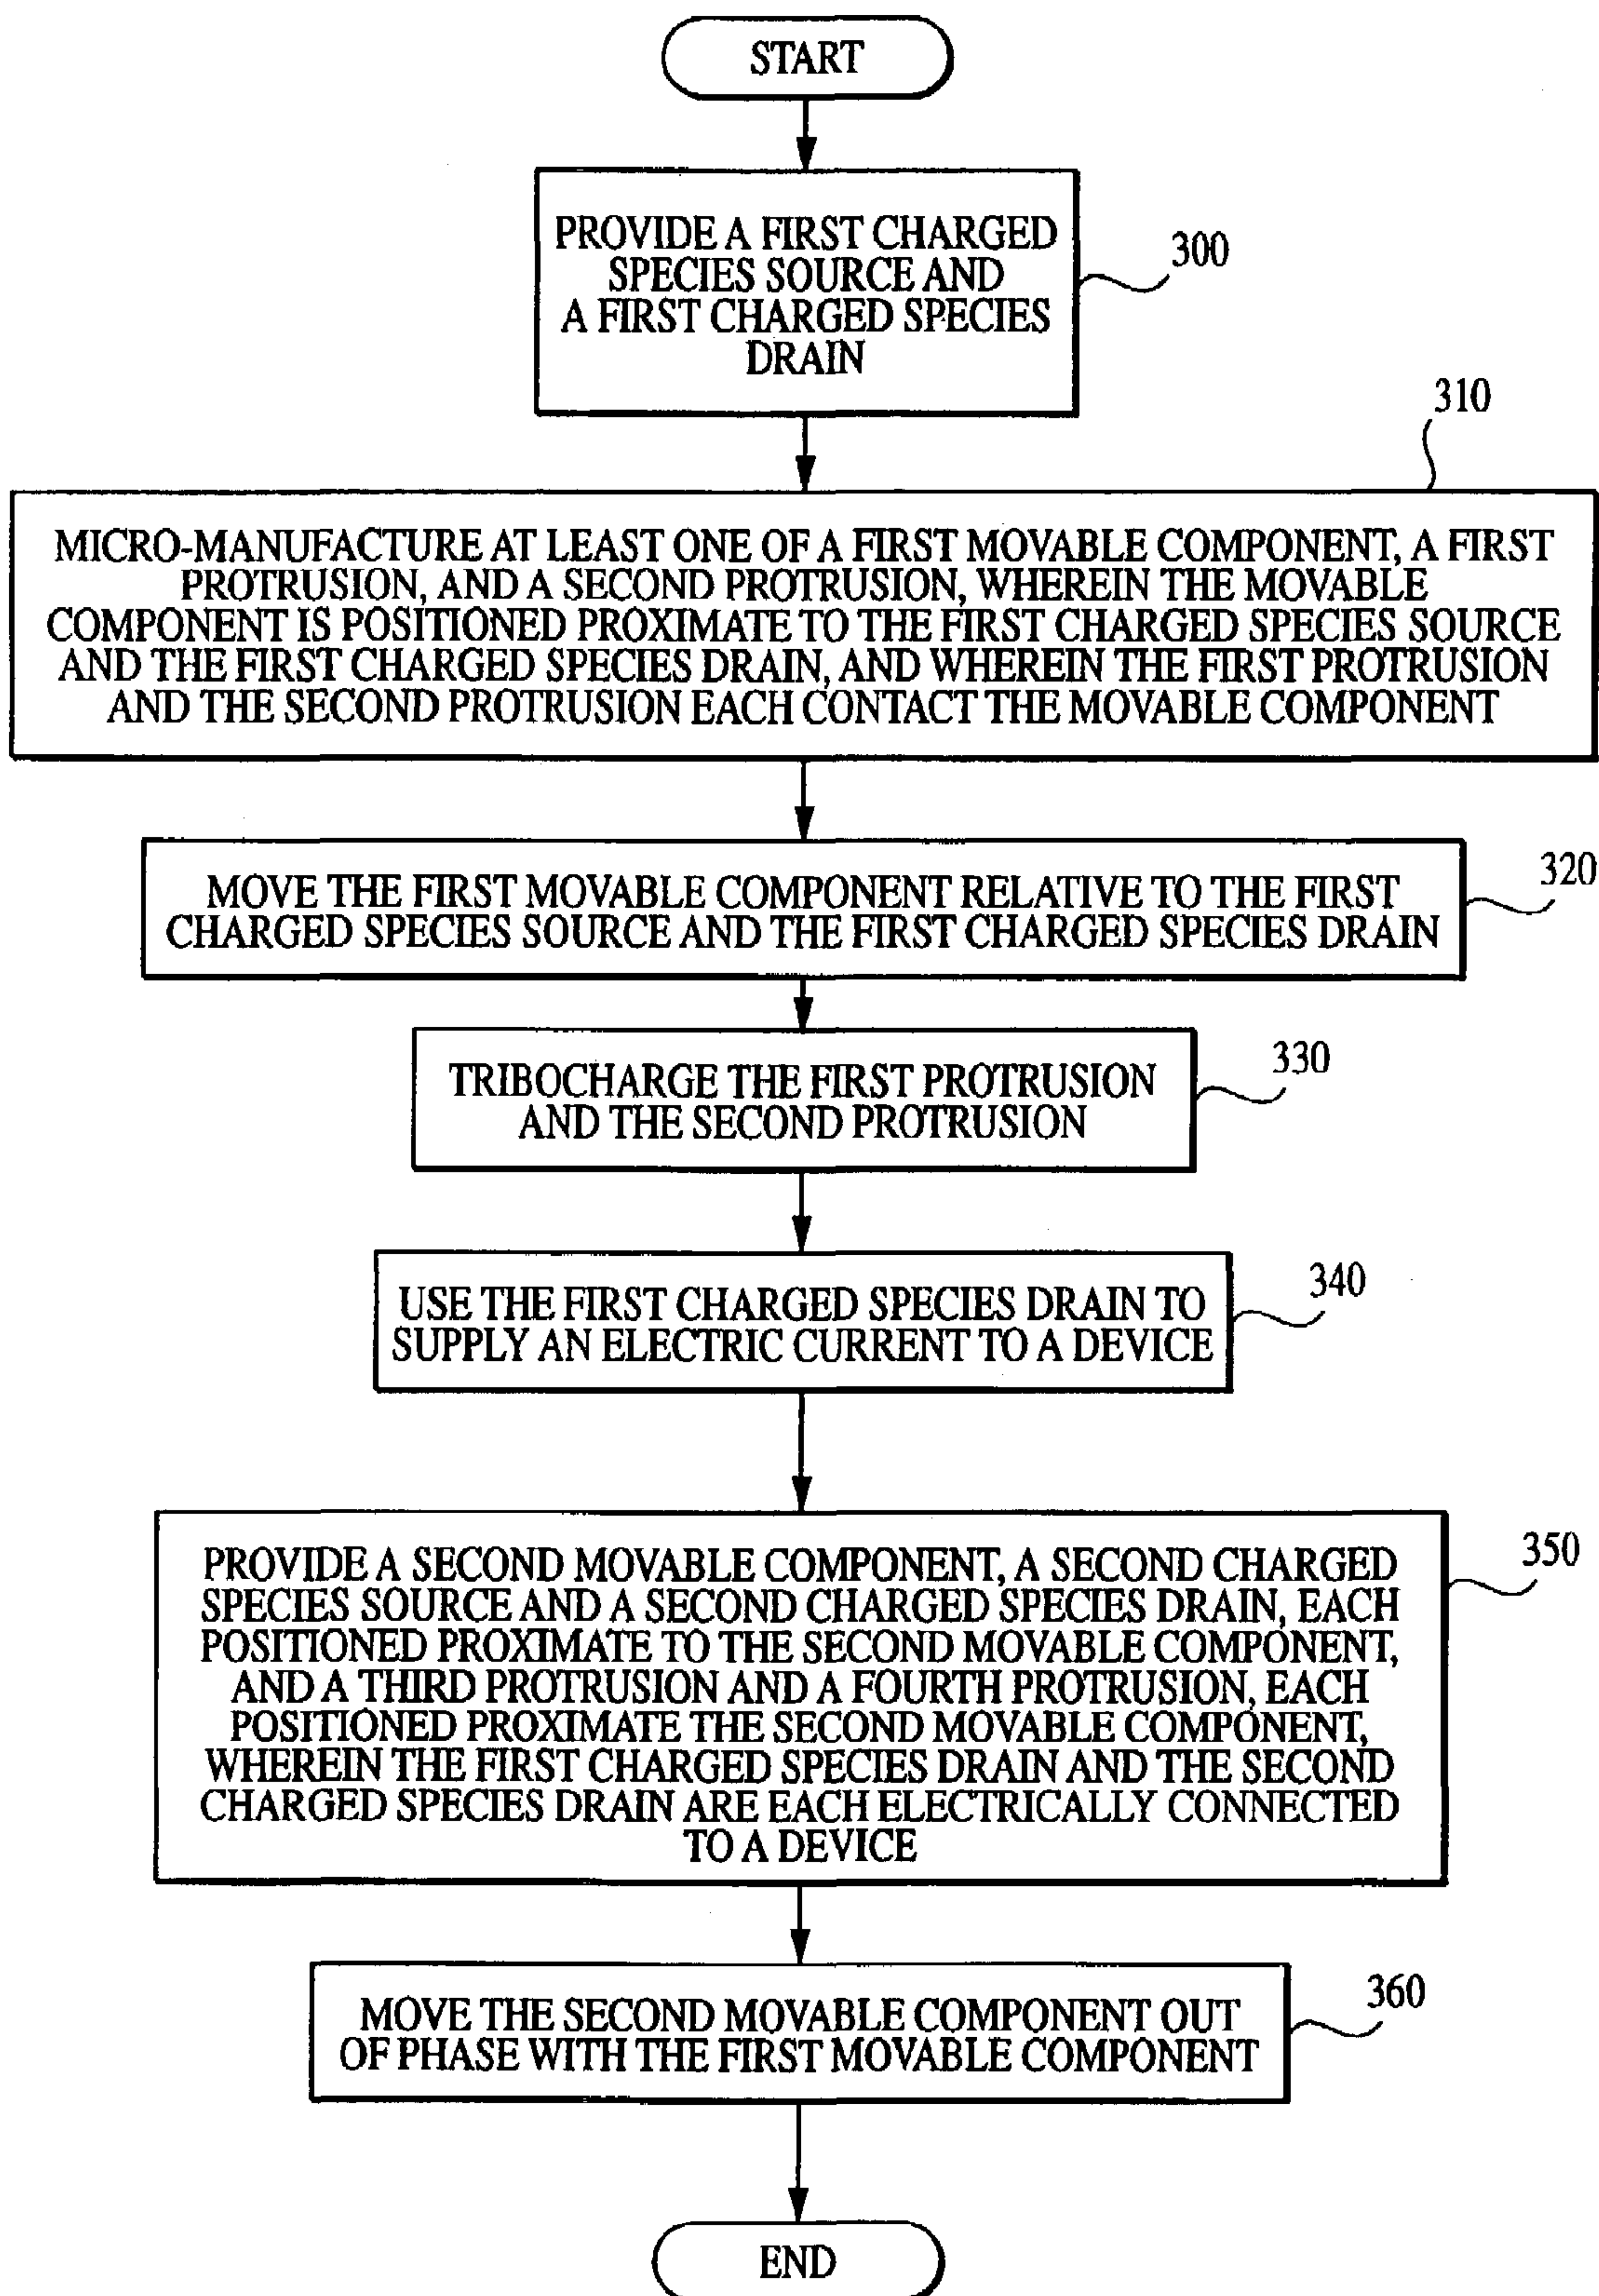 START
PROVIDE A FIRST CHARGED
SPECIES SOURCE AND
A FIRST CHARGED SPECIES
DRAIN
300
310
MICRO-MANUFACTURE AT LEAST ONE OF A FIRST MOVABLE COMPONENT, A FIRST
PROTRUSION, AND A SECOND PROTRUSION, WHEREIN THE MOVABLE
COMPONENT IS POSITIONED PROXIMATE TO THE FIRST CHARGED SPECIES SOURCE
AND THE FIRST CHARGED SPECIES DRAIN, AND WHEREIN THE FIRST PROTRUSION
AND THE SECOND PROTRUSION EACH CONTACT THE MOVABLE COMPONENT
320
MOVE THE FIRST MOVABLE COMPONENT RELATIVE TO THE FIRST
CHARGED SPECIES SOURCE AND THE FIRST CHARGED SPECIES DRAIN
330
TRIBOCHARGE THE FIRST PROTRUSION
AND THE SECOND PROTRUSION
340
USE THE FIRST CHARGED SPECIES DRAIN TO
SUPPLY AN ELECTRIC CURRENT TO A DEVICE
350
PROVIDE A SECOND MOVABLE COMPONENT, A SECOND CHARGED
SPECIES SOURCE AND A SECOND CHARGED SPECIES DRAIN, EACH
POSITIONED PROXIMATE TO THE SECOND MOVABLE COMPONENT,
AND A THIRD PROTRUSION AND A FOURTH PROTRUSION, EACH
POSITIONED PROXIMATE THE SECOND MOVABLE COMPONENT,
WHEREIN THE FIRST CHARGED SPECIES DRAIN AND THE SECOND
CHARGED SPECIES DRAIN ARE EACH ELECTRICALLY CONNECTED
TO A DEVICE
360
MOVE THE SECOND MOVABLE COMPONENT OUT
OF PHASE WITH THE FIRST MOVABLE COMPONENT
END